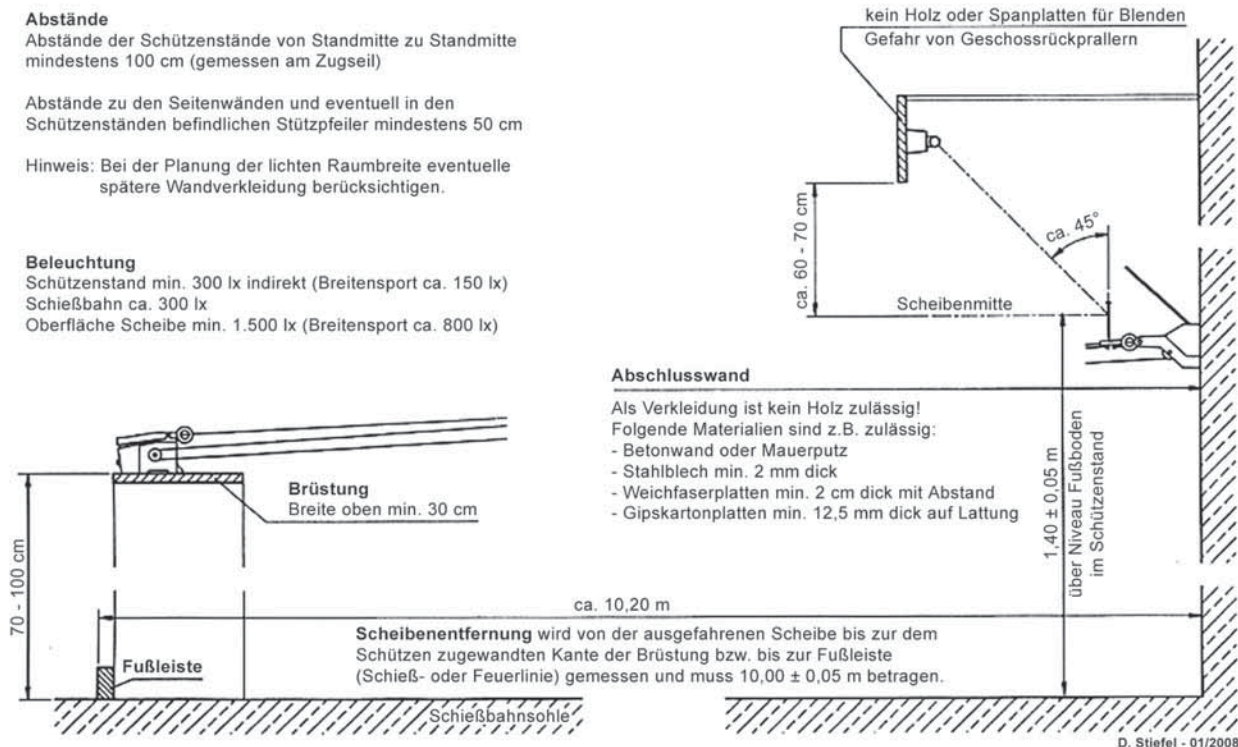 Abstände
Abstände der Schützenstände von Standmitte zu Standmitte
mindestens 100 cm (gemessen am Zugseil)
Abstände zu den Seitenwänden und eventuell in den
Schützenständen befindlichen Stützpfeiler mindestens 50 cm
Hinweis: Bei der Planung der lichten Raumbreite eventuelle
spätere Wandverkleidung berücksichtigen.
Beleuchtung
Schützenstand min. 300 lx indirekt (Breitensport ca. 150 lx)
Schießbahn ca. 300 lx
Oberfläche Scheibe min. 1.500 lx (Breitensport ca. 800 lx)
kein Holz oder Spanplatten für Blenden
Gefahr von Geschossrückprallern
ca. 60 - 70 cm
ca. 45°
Scheibenmitte
Abschlusswand
Als Verkleidung ist kein Holz zulässig!
Folgende Materialien sind z.B. zulässig:
- Betonwand oder Mauerputz
- Stahlblech min. 2 mm dick
- Weichfaserplatten min. 2 cm dick mit Abstand
- Gipskartonplatten min. 12,5 mm dick auf Lattung
1,40 ± 0,05 m
über Niveau Fußboden
im Schützenstand
Brüstung
Breite oben min. 30 cm
70 - 100 cm
ca. 10,20 m
Scheibenentfernung wird von der ausgefahrenen Scheibe bis zur dem
Schützen zugewandten Kante der Brüstung bzw. bis zur Fußleiste
(Schieß- oder Feuerlinie) gemessen und muss 10,00 ± 0,05 m betragen.
Fußleiste
Schießbahnsohle
D. Stiefel - 01/2008